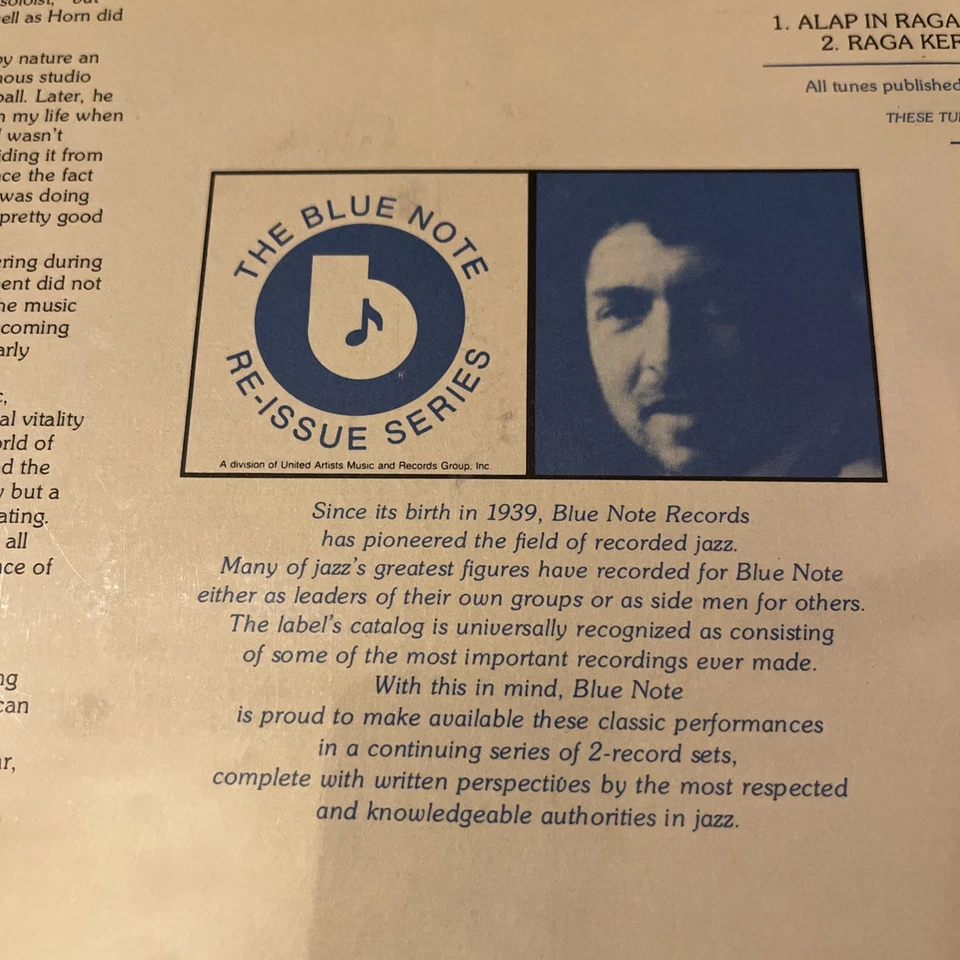 soloist, but
ell as Horn did
by nature an
ous studio
ball. Later, he
n my life when
wasn't
iding it from
ce the fact
was doing
pretty good
ering during
ent did not
he music
coming
arly
c,
al vitality
orld of
d the
y but a
ating.
all
nce of
ng
can
ar,
1. ALAP IN RAGA
2. RAGA KER
All tunes published
THESE TU
THE BLUE NOTE
b
RE-ISSUE SERIES
®
A division of United Artists Music and Records Group, Inc.
Since its birth in 1939, Blue Note Records
has pioneered the field of recorded jazz.
Many of jazz's greatest figures have recorded for Blue Note
either as leaders of their own groups or as side men for others.
The label's catalog is universally recognized as consisting
of some of the most important recordings ever made.
With this in mind, Blue Note
is proud to make available these classic performances
in a continuing series of 2-record sets,
complete with written perspectives by the most respected
and knowledgeable authorities in jazz.